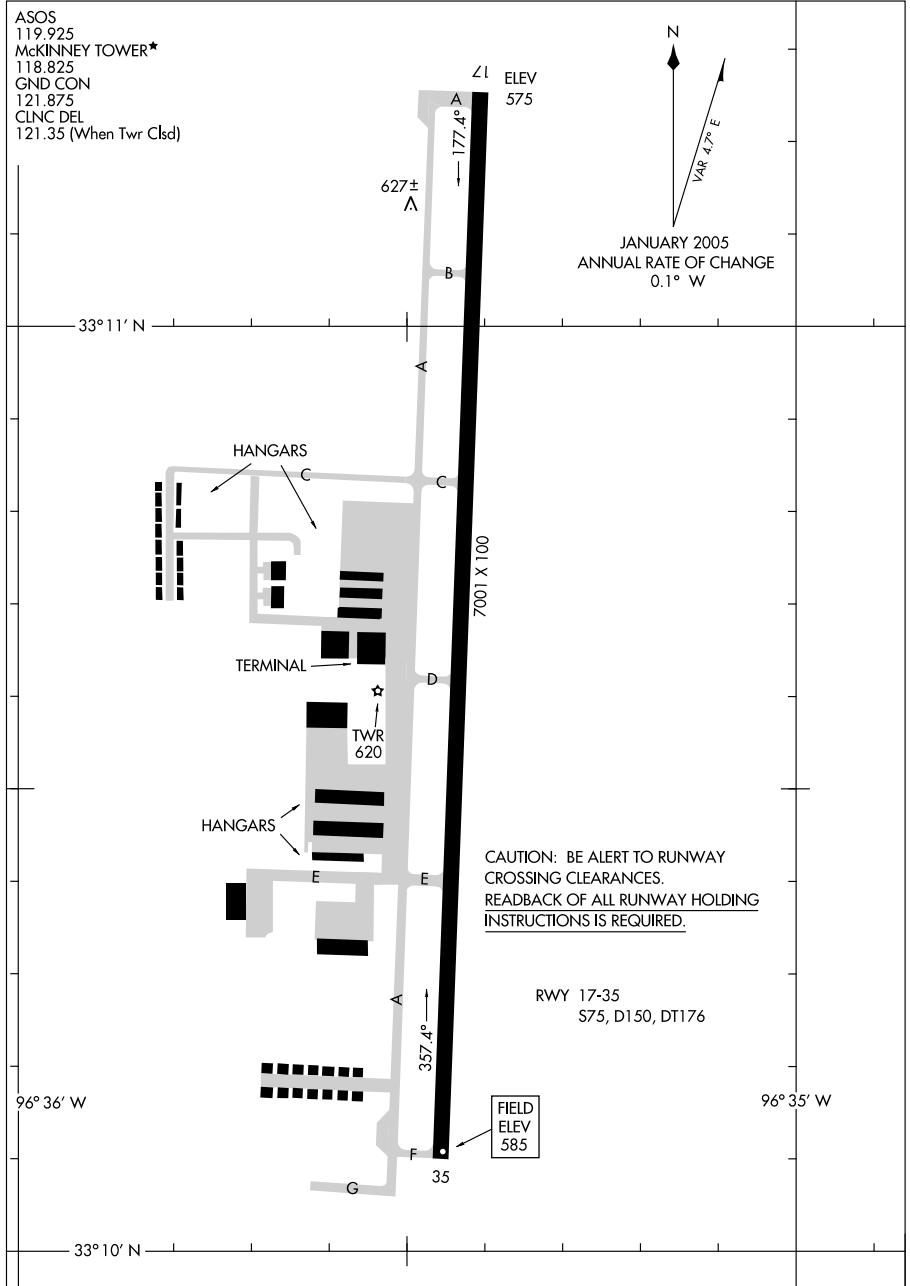 ASOS
119.925
McKINNEY TOWER★
118.825
GND CON
121.875
CLNC DEL
121.35 (When Twr Clsd)
17
ELEV
575
N
VAR 4.7° E
JANUARY 2005
ANNUAL RATE OF CHANGE
0.1° W
A
177.4°
627±
B
33°11' N
A
HANGARS
C
C
7001 X 100
TERMINAL
D
TWR
620
HANGARS
E
E
CAUTION: BE ALERT TO RUNWAY
CROSSING CLEARANCES.
READBACK OF ALL RUNWAY HOLDING
INSTRUCTIONS IS REQUIRED.
A
357.4°
RWY 17-35
S75, D150, DT176
96°36' W
96°35' W
FIELD
ELEV
585
F
35
G
33°10' N